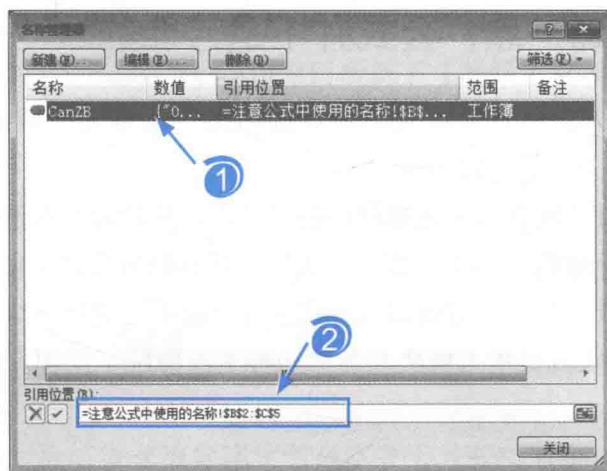 名称管理器
新建(N)... 编辑(E)... 删除(D) 筛选(F)
名称 数值 引用位置 范围 备注
CanZB {"0... =注意公式中使用的名称!$B$... 工作簿
1
2
引用位置(R):
=注意公式中使用的名称!$B$2:$C$5
关闭